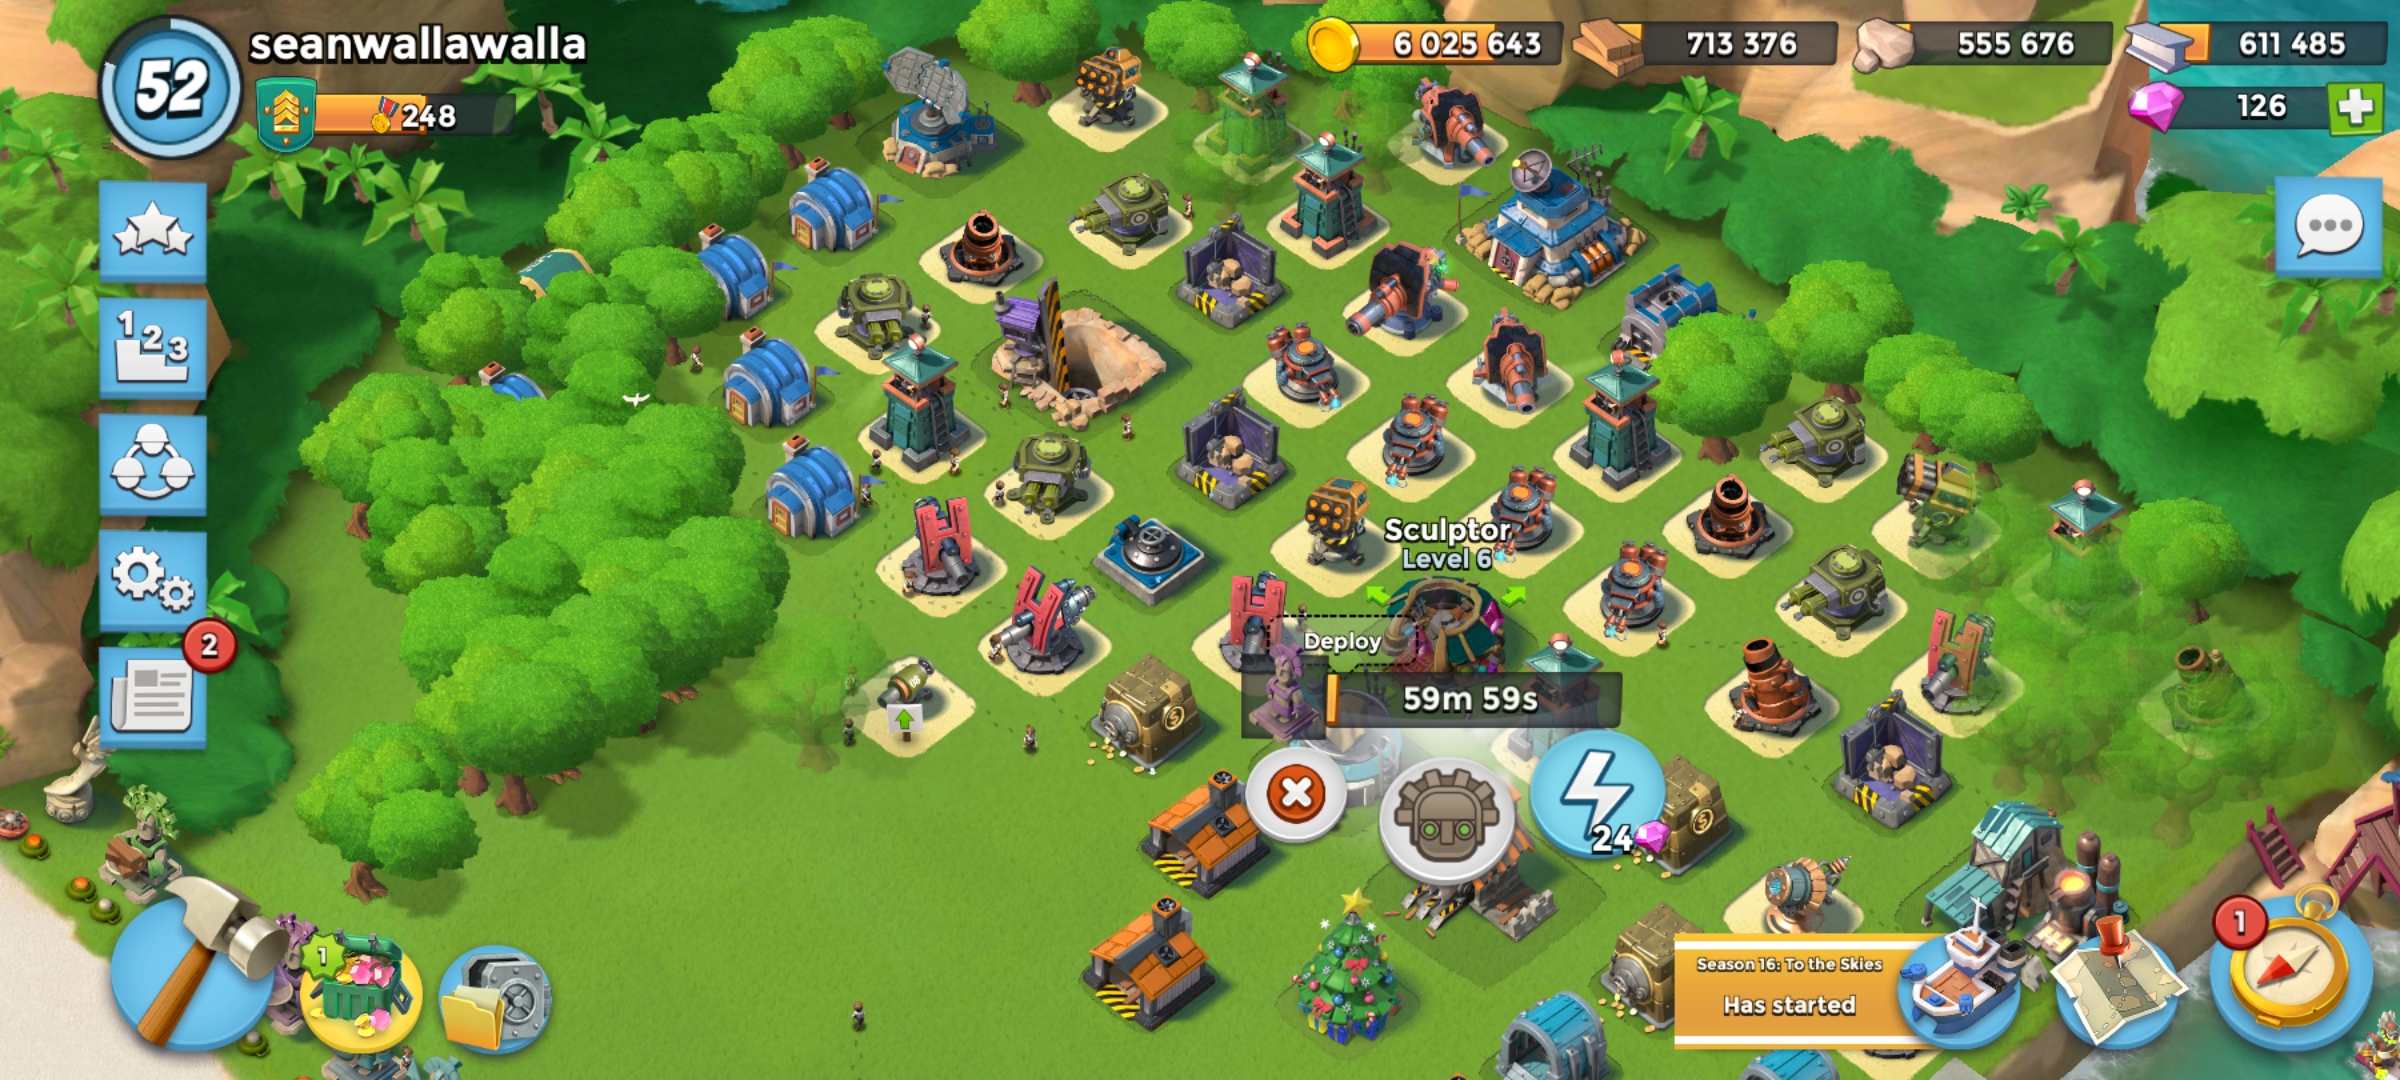 52
seanwallawalla
248
6 025 643
713 376
555 676
611 485
126
1 2 3
2
Sculptor
Level 6
Deploy
59m 59s
24
1
Season 16: To the Skies
Has started
1